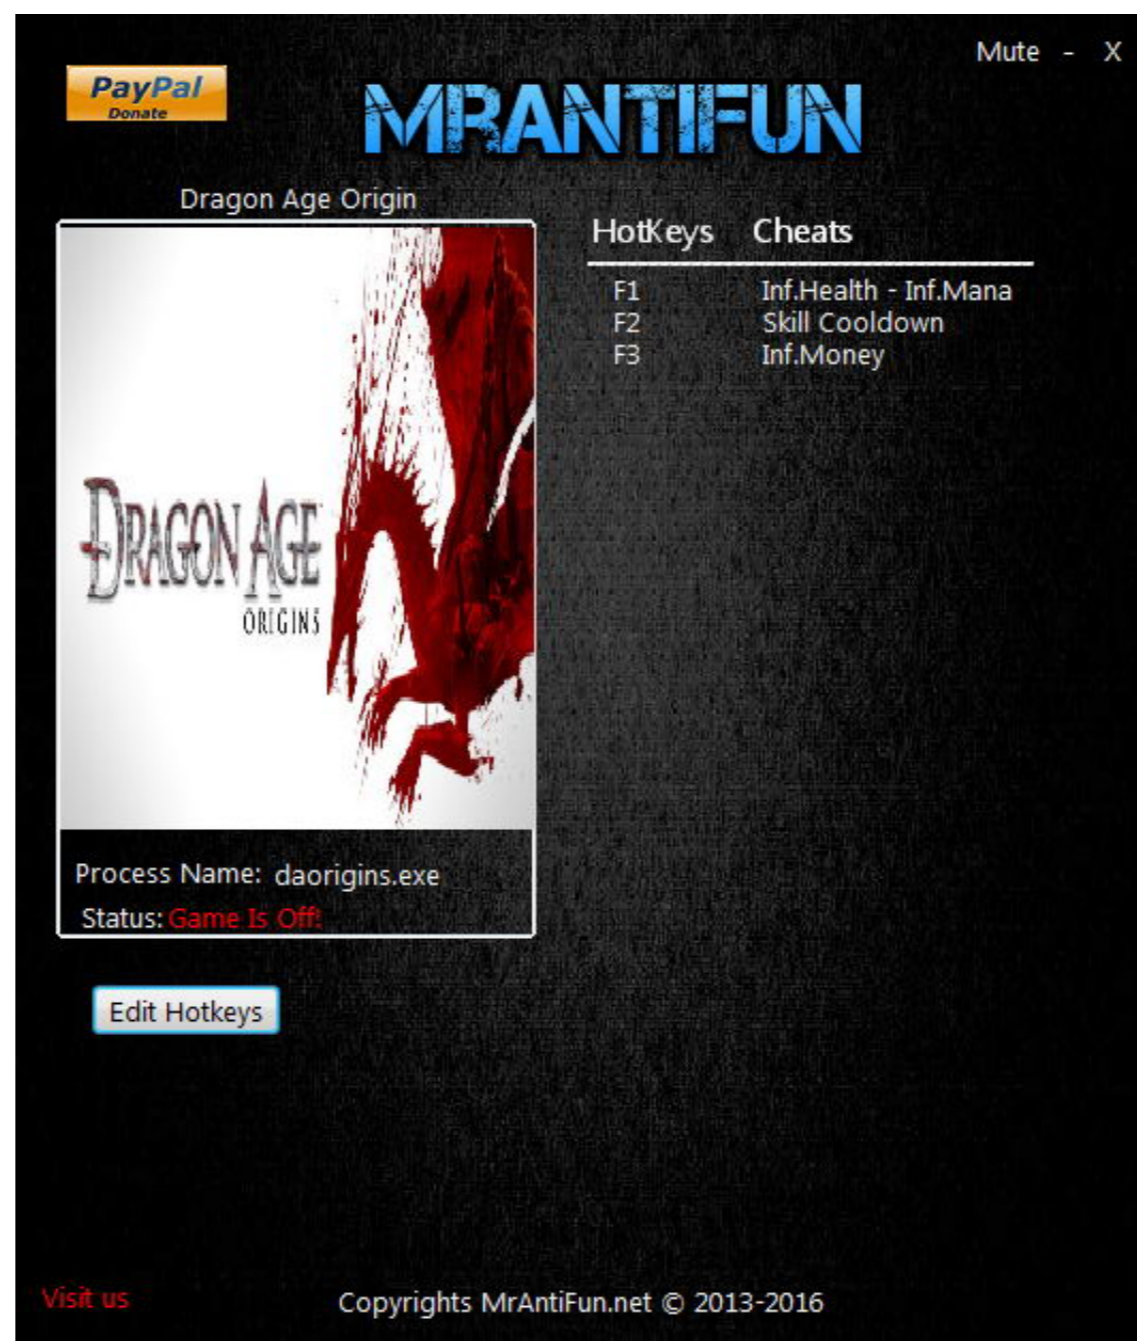 Mute - X
PayPal
Donate
MRANTIFUN
Dragon Age Origin
HotKeys Cheats
F1 Inf.Health - Inf.Mana
F2 Skill Cooldown
F3 Inf.Money
DRAGON AGE
ORIGINS
Process Name: daorigins.exe
Status: Game Is Off!
Edit Hotkeys
Visit us
Copyrights MrAntiFun.net © 2013-2016